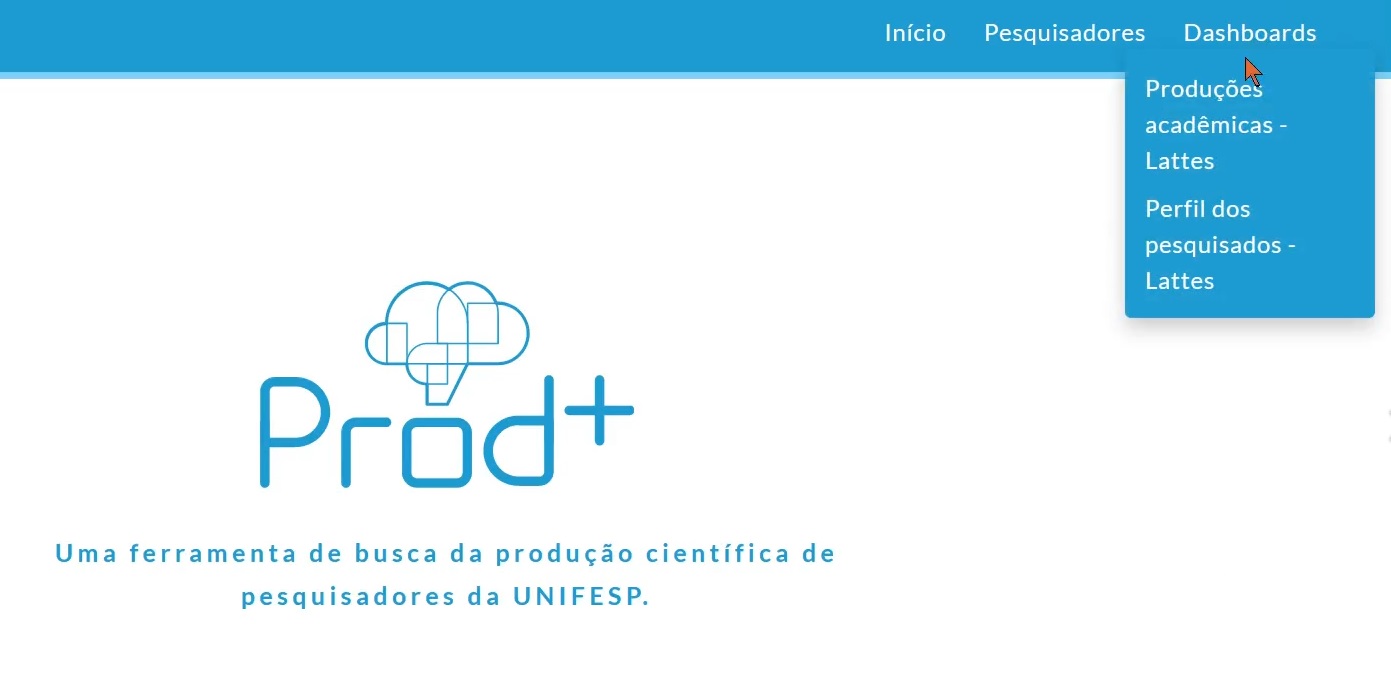 Início Pesquisadores Dashboards
Produções
acadêmicas -
Lattes
Perfil dos
pesquisados -
Lattes
Prod+
Uma ferramenta de busca da produção científica de
pesquisadores da UNIFESP.